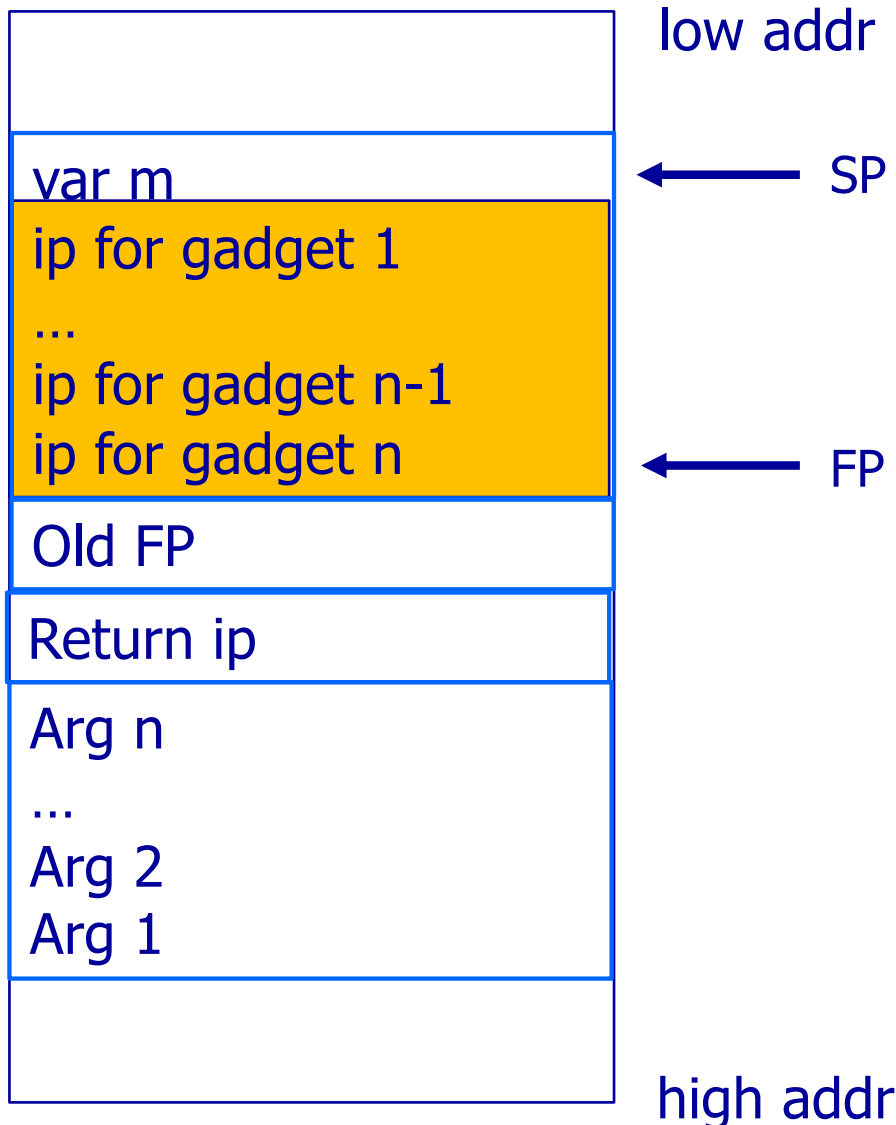 low addr
var m
SP
ip for gadget 1
…
ip for gadget n-1
ip for gadget n
FP
Old FP
Return ip
Arg n
…
Arg 2
Arg 1
high addr